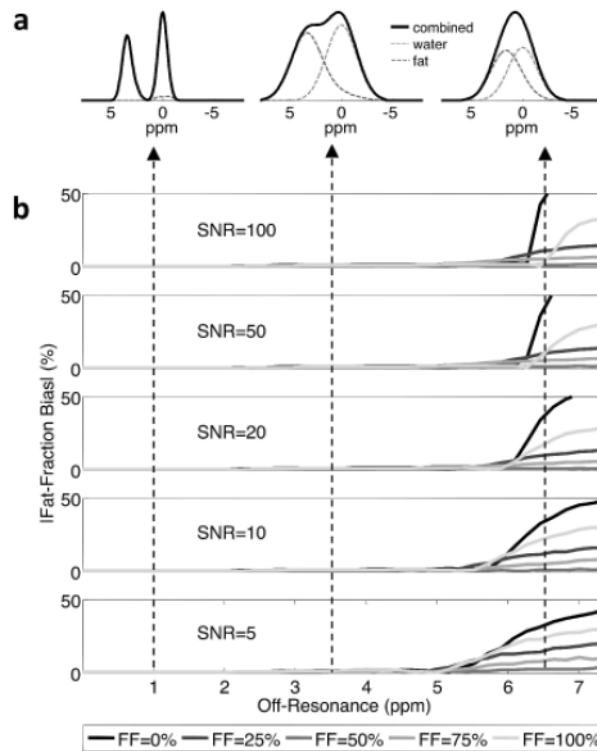 a
combined
water
fat
5 0 -5
ppm
5 0 -5
ppm
5 0 -5
ppm
b
50
SNR=100
0
50
SNR=50
0
50
SNR=20
0
50
SNR=10
0
50
SNR=5
0
|Fat-Fraction Bias| (%)
1 2 3 4 5 6 7
Off-Resonance (ppm)
FF=0% FF=25% FF=50% FF=75% FF=100%